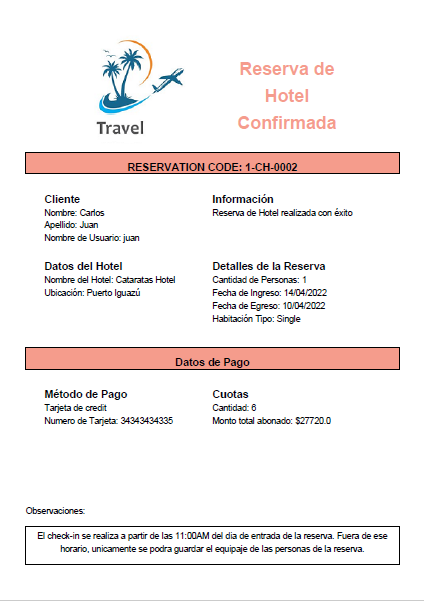 Travel
Reserva de
Hotel
Confirmada
RESERVATION CODE: 1-CH-0002
Cliente
Nombre: Carlos
Apellido: Juan
Nombre de Usuario: juan
Información
Reserva de Hotel realizada con éxito
Datos del Hotel
Nombre del Hotel: Cataratas Hotel
Ubicación: Puerto Iguazú
Detalles de la Reserva
Cantidad de Personas: 1
Fecha de Ingreso: 14/04/2022
Fecha de Egreso: 10/04/2022
Habitación Tipo: Single
Datos de Pago
Método de Pago
Tarjeta de credit
Numero de Tarjeta: 34343434335
Cuotas
Cantidad: 6
Monto total abonado: $27720.0
Observaciones:
El check-in se realiza a partir de las 11:00AM del dia de entrada de la reserva. Fuera de ese
horario, unicamente se podra guardar el equipaje de las personas de la reserva.